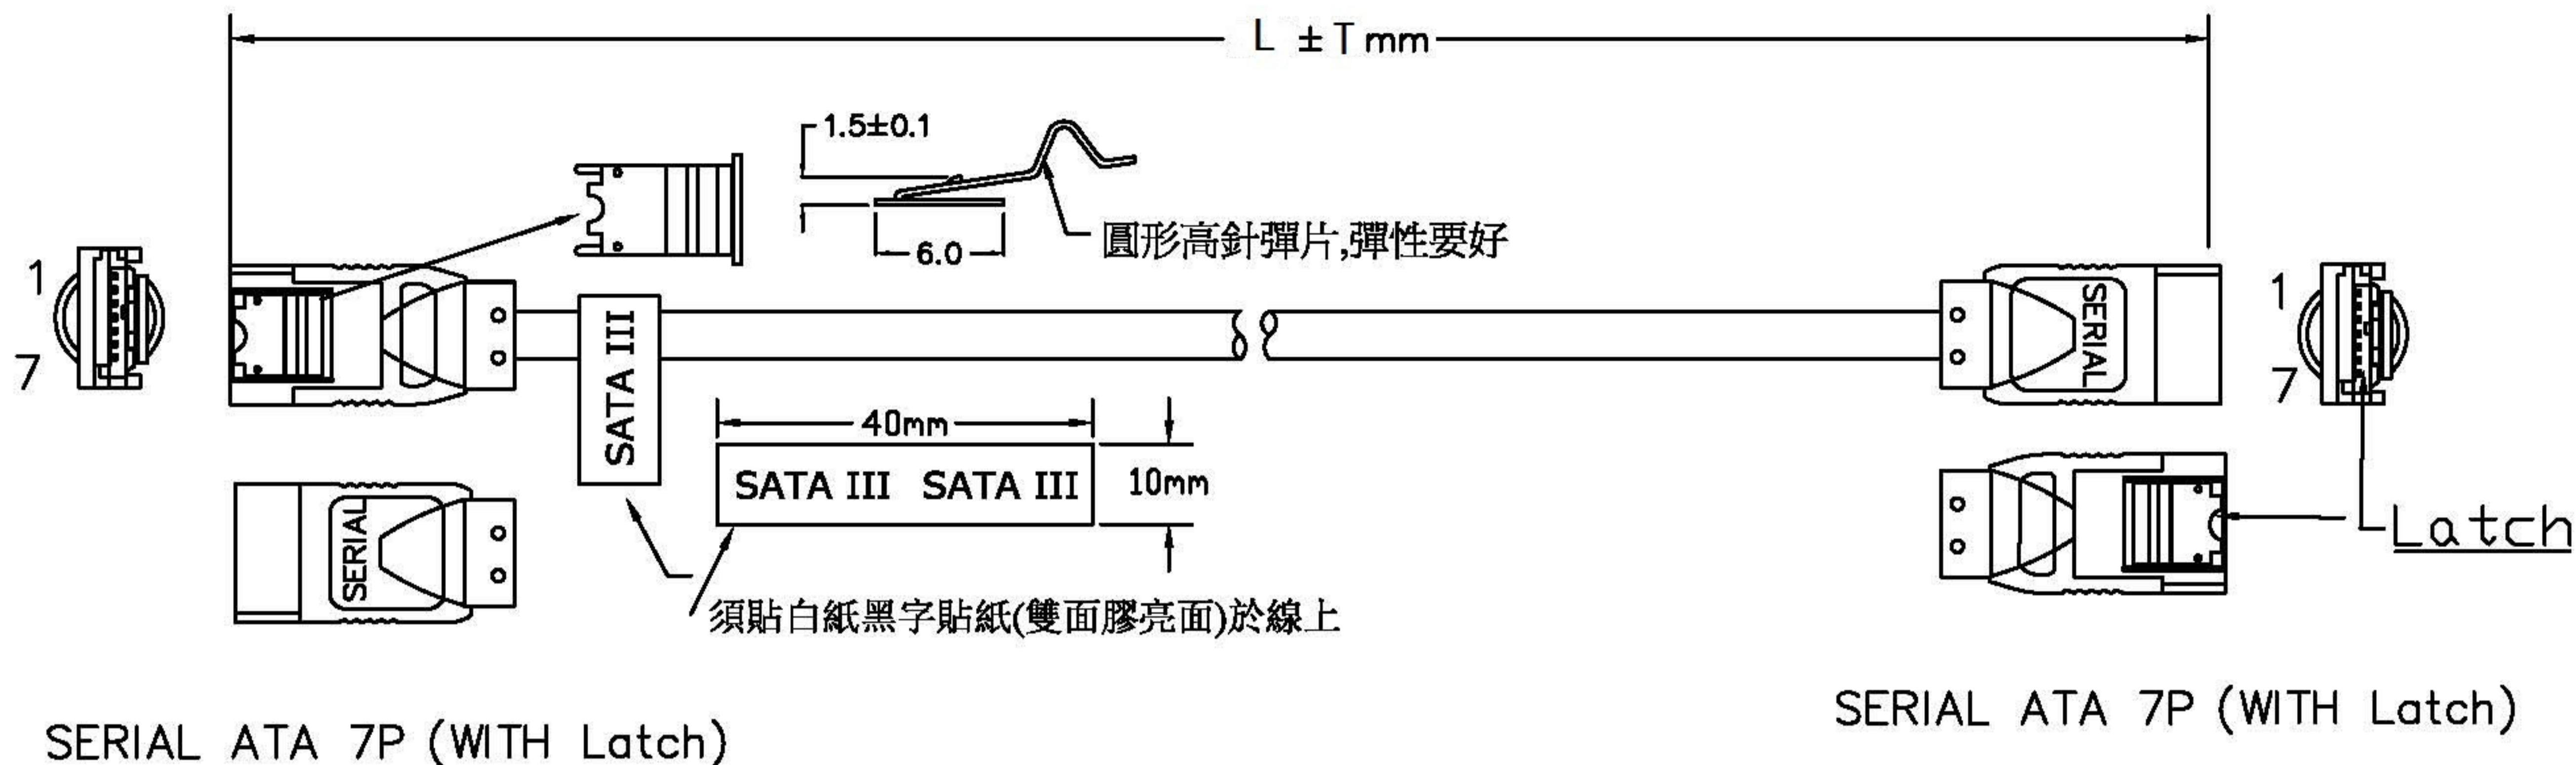 L ±T mm
1.5±0.1
6.0
圓形高針彈片,彈性要好
1
7
SATA III
SERIAL
1
7
40mm
SATA III SATA III
10mm
SERIAL
Latch
須貼白紙黑字貼紙(雙面膠亮面)於線上
SERIAL ATA 7P (WITH Latch)
SERIAL ATA 7P (WITH Latch)